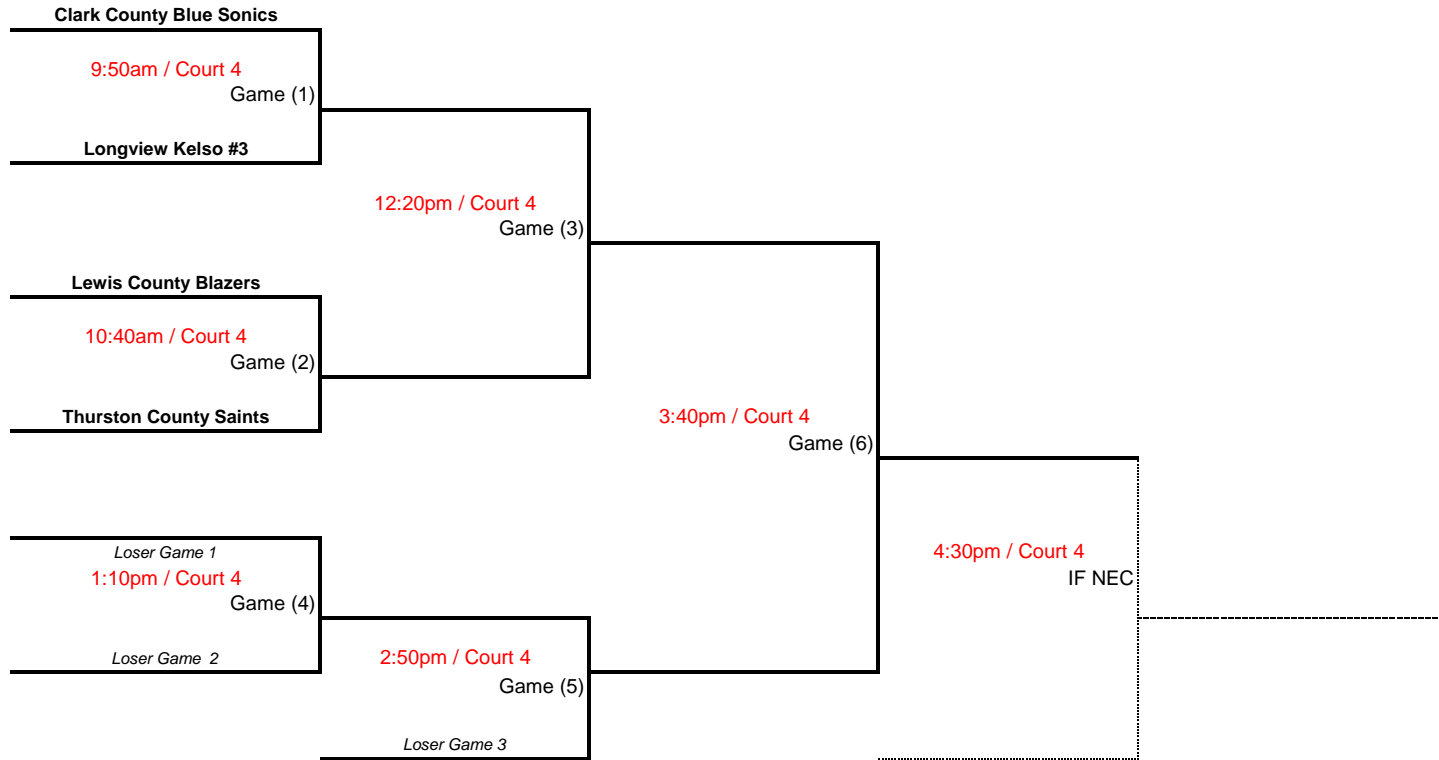 Clark County Blue Sonics
9:50am / Court 4
Game (1)
Longview Kelso #3
12:20pm / Court 4
Game (3)
Lewis County Blazers
10:40am / Court 4
Game (2)
Thurston County Saints
3:40pm / Court 4
Game (6)
Loser Game 1
1:10pm / Court 4
Game (4)
Loser Game 2
2:50pm / Court 4
Game (5)
Loser Game 3
4:30pm / Court 4
IF NEC